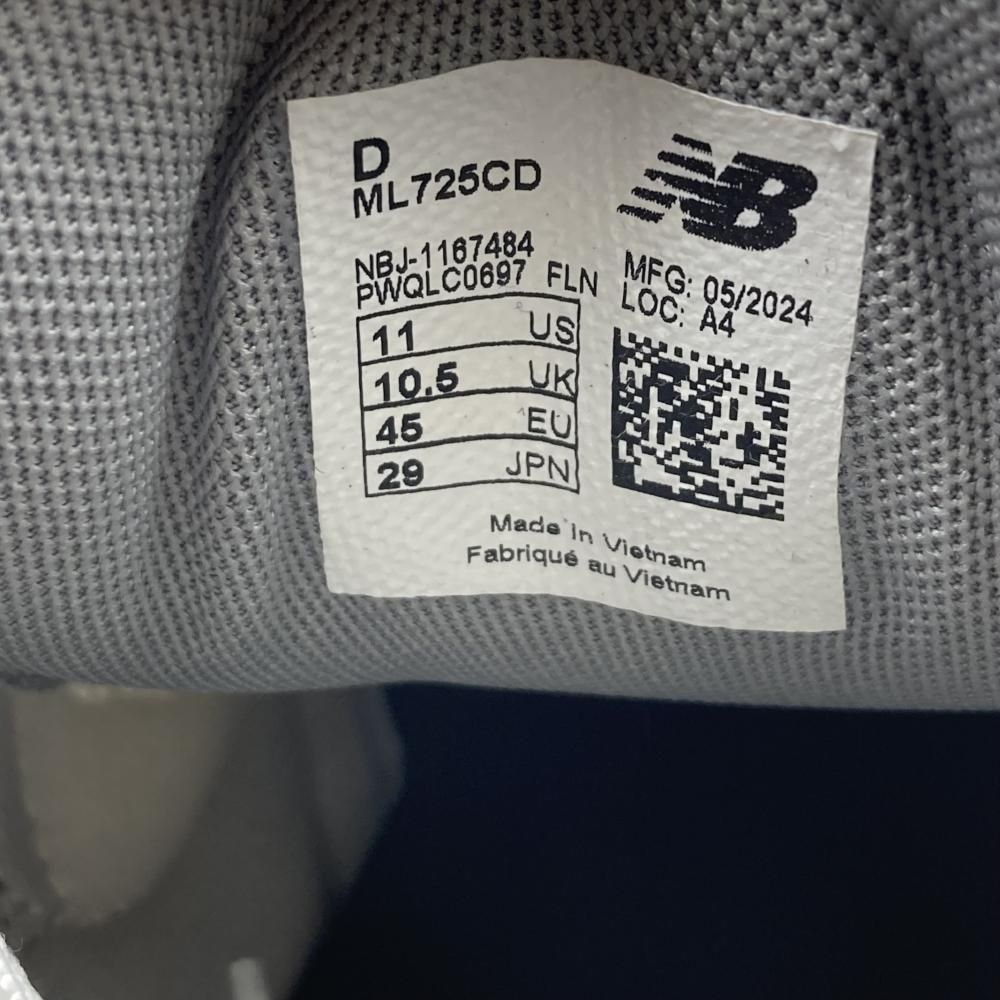 D
ML725CD
NB
NBJ-1167484
PWQLC0697 FLN
MFG: 05/2024
LOC: A4
11 US
10.5 UK
45 EU
29 JPN
Made in Vietnam
Fabriqué au Vietnam